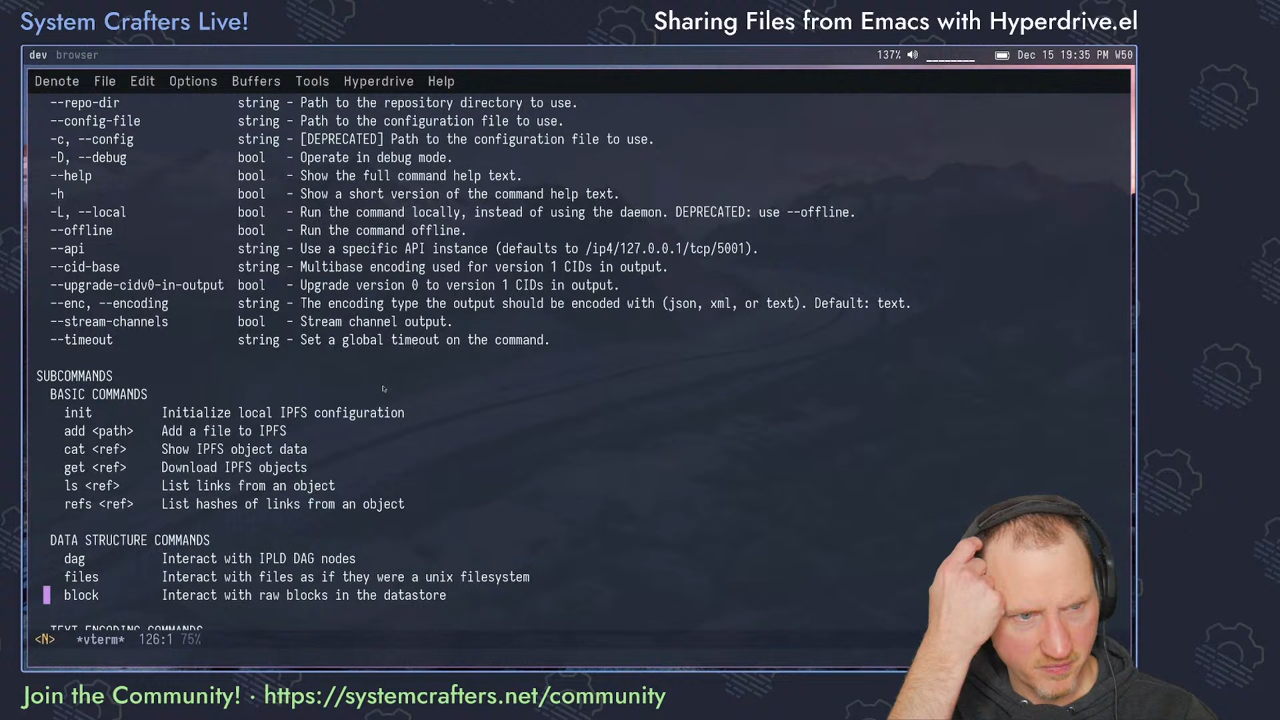 System Crafters Live!
Sharing Files from Emacs with Hyperdrive.el
dev browser
137% Dec 15 19:35 PM W50
Denote File Edit Options Buffers Tools Hyperdrive Help
--repo-dir string - Path to the repository directory to use.
--config-file string - Path to the configuration file to use.
-c, --config string - [DEPRECATED] Path to the configuration file to use.
-D, --debug bool - Operate in debug mode.
--help bool - Show the full command help text.
-h bool - Show a short version of the command help text.
-L, --local bool - Run the command locally, instead of using the daemon. DEPRECATED: use --offline.
--offline bool - Run the command offline.
--api string - Use a specific API instance (defaults to /ip4/127.0.0.1/tcp/5001).
--cid-base string - Multibase encoding used for version 1 CIDs in output.
--upgrade-cidv0-in-output bool - Upgrade version 0 to version 1 CIDs in output.
--enc, --encoding string - The encoding type the output should be encoded with (json, xml, or text). Default: text.
--stream-channels bool - Stream channel output.
--timeout string - Set a global timeout on the command.
SUBCOMMANDS
BASIC COMMANDS
init Initialize local IPFS configuration
add <path> Add a file to IPFS
cat <ref> Show IPFS object data
get <ref> Download IPFS objects
ls <ref> List links from an object
refs <ref> List hashes of links from an object
DATA STRUCTURE COMMANDS
dag Interact with IPLD DAG nodes
files Interact with files as if they were a unix filesystem
block Interact with raw blocks in the datastore
TEXT ENCODING COMMANDS
<N> *vterm* 126:1 75%
Join the Community! · https://systemcrafters.net/community